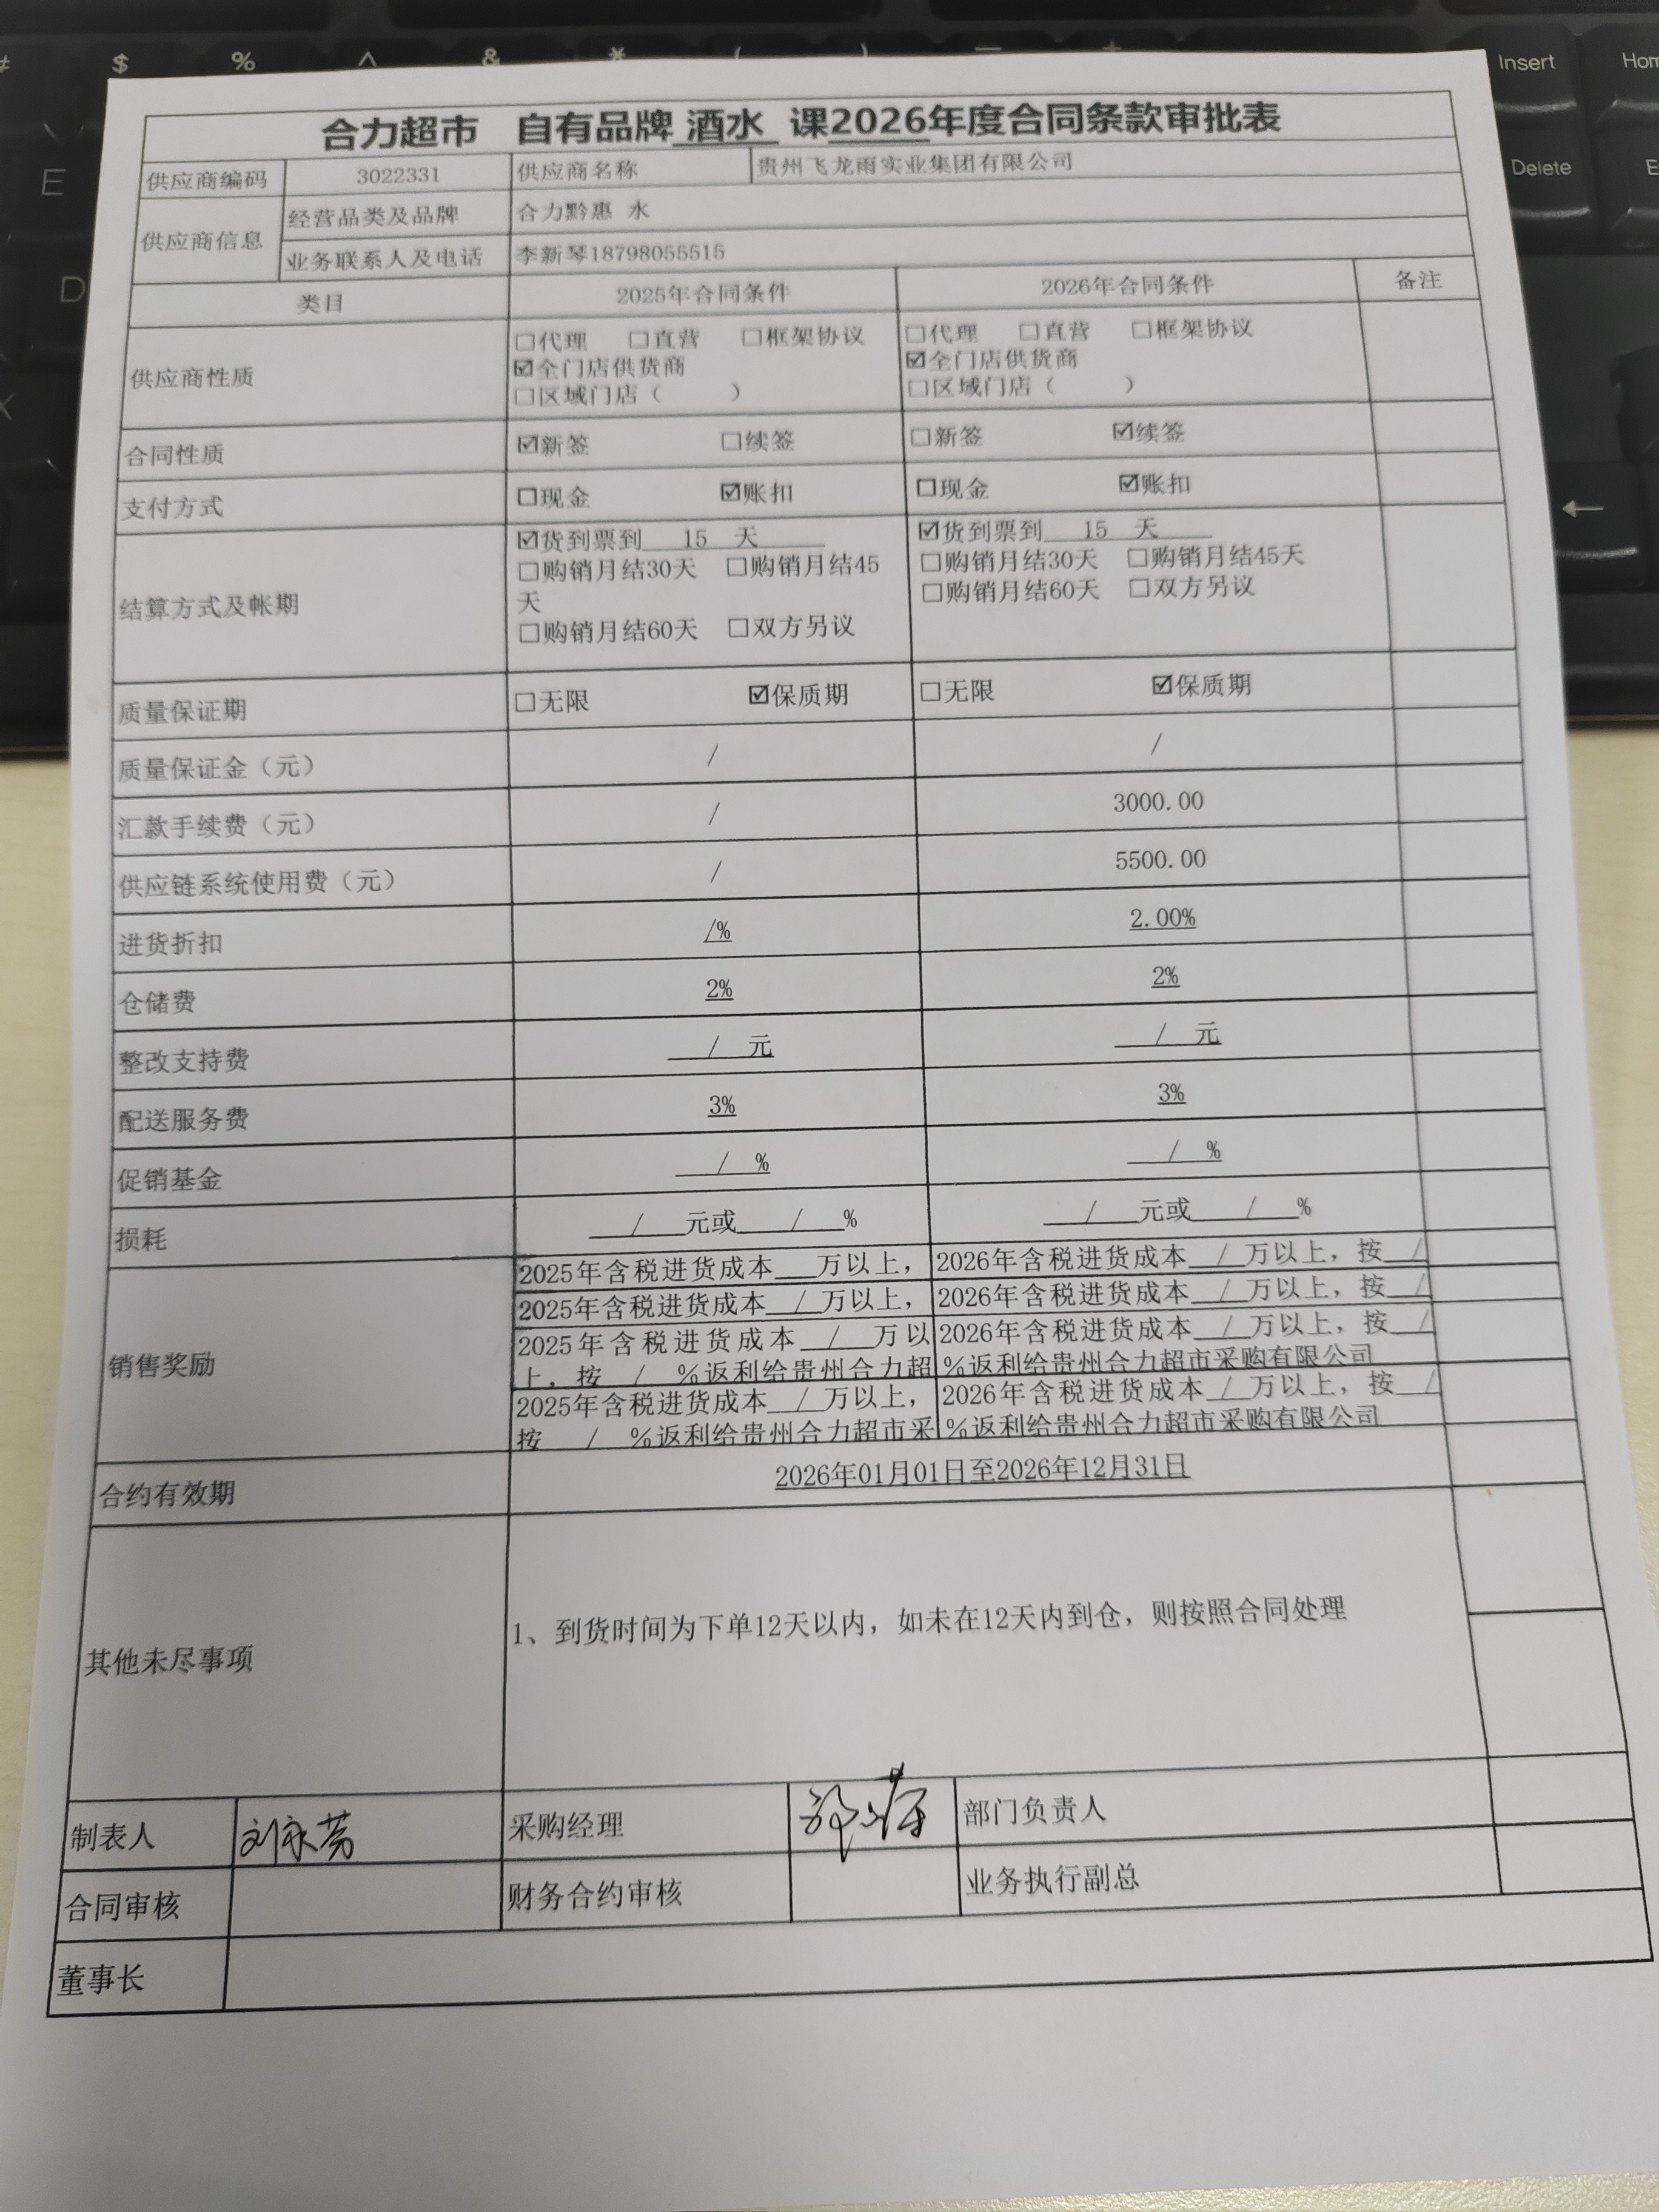 # $ % ^ & * ( ) — +
Insert
Hom
Delete
E
E
D
X
←
合力超市 自有品牌 酒水 课2026年度合同条款审批表
供应商编码 3022331 供应商名称 贵州飞龙雨实业集团有限公司
供应商信息 经营品类及品牌 合力黔惠 水
业务联系人及电话 李新琴18798055515
类目 2025年合同条件 2026年合同条件 备注
供应商性质
□代理 □直营 □框架协议
☑全门店供货商
□区域门店（ ）
□代理 □直营 □框架协议
☑全门店供货商
□区域门店（ ）
合同性质 ☑新签 □续签 □新签 ☑续签
支付方式 □现金 ☑账扣 □现金 ☑账扣
结算方式及帐期
☑货到票到 15 天
□购销月结30天 □购销月结45
天
□购销月结60天 □双方另议
☑货到票到 15 天
□购销月结30天 □购销月结45天
□购销月结60天 □双方另议
质量保证期 □无限 ☑保质期 □无限 ☑保质期
质量保证金（元） / /
汇款手续费（元） / 3000.00
供应链系统使用费（元） / 5500.00
进货折扣 /% 2.00%
仓储费 2% 2%
整改支持费 / 元 / 元
配送服务费 3% 3%
促销基金 / % / %
损耗 / 元或 / % / 元或 / %
销售奖励
2025年含税进货成本___万以上，
2025年含税进货成本 / 万以上，
2025年含税进货成本 / 万以
上，按 / %返利给贵州合力超
2025年含税进货成本 / 万以上，
按 / %返利给贵州合力超市采
2026年含税进货成本 / 万以上，按 /
2026年含税进货成本 / 万以上，按 /
2026年含税进货成本 / 万以上，按 /
%返利给贵州合力超市采购有限公司
2026年含税进货成本 / 万以上，按 /
%返利给贵州合力超市采购有限公司
合约有效期 2026年01月01日至2026年12月31日
其他未尽事项 1、到货时间为下单12天以内，如未在12天内到仓，则按照合同处理
制表人 刘永芳 采购经理 部门负责人
合同审核 财务合约审核 业务执行副总
董事长